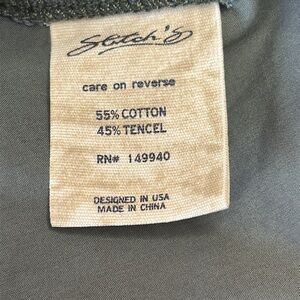 Stitch's
care on reverse
55% COTTON
45% TENCEL
RN# 149940
DESIGNED IN USA
MADE IN CHINA